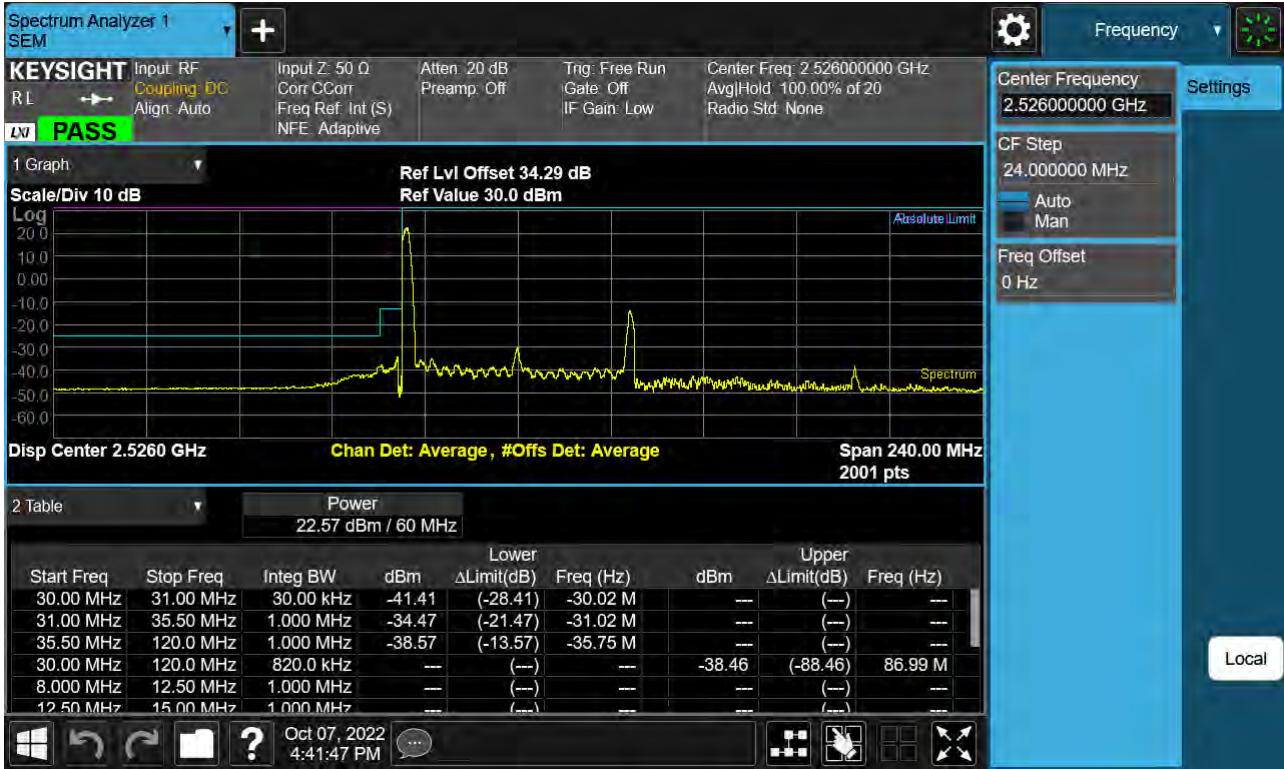 Spectrum Analyzer 1
SEM
Frequency
KEYSIGHT
R L
LXI
PASS
Input: RF
Coupling: DC
Align: Auto
Input Z: 50 Ω
Corr CCorr
Freq Ref: Int (S)
NFE: Adaptive
Atten: 20 dB
Preamp: Off
Trig: Free Run
Gate: Off
IF Gain: Low
Center Freq: 2.526000000 GHz
Avg|Hold: 100.00% of 20
Radio Std: None
Center Frequency
2.526000000 GHz
Settings
CF Step
24.000000 MHz
Auto
Man
Freq Offset
0 Hz
Local
1 Graph
Scale/Div 10 dB
Ref Lvl Offset 34.29 dB
Ref Value 30.0 dBm
Log
20.0
10.0
0.00
-10.0
-20.0
-30.0
-40.0
-50.0
-60.0
Limit
Spectrum
Disp Center 2.5260 GHz
Chan Det: Average , #Offs Det: Average
Span 240.00 MHz
2001 pts
2 Table
Power
22.57 dBm / 60 MHz
Lower Upper
Start Freq Stop Freq Integ BW dBm ΔLimit(dB) Freq (Hz) dBm ΔLimit(dB) Freq (Hz)
30.00 MHz 31.00 MHz 30.00 kHz -41.41 (-28.41) -30.02 M --- (---) ---
31.00 MHz 35.50 MHz 1.000 MHz -34.47 (-21.47) -31.02 M --- (---) ---
35.50 MHz 120.0 MHz 1.000 MHz -38.57 (-13.57) -35.75 M --- (---) ---
30.00 MHz 120.0 MHz 820.0 kHz --- (---) --- -38.46 (-88.46) 86.99 M
8.000 MHz 12.50 MHz 1.000 MHz --- (---) --- --- (---) ---
12.50 MHz 15.00 MHz 1.000 MHz --- (---) --- --- (---) ---
Oct 07, 2022
4:41:47 PM